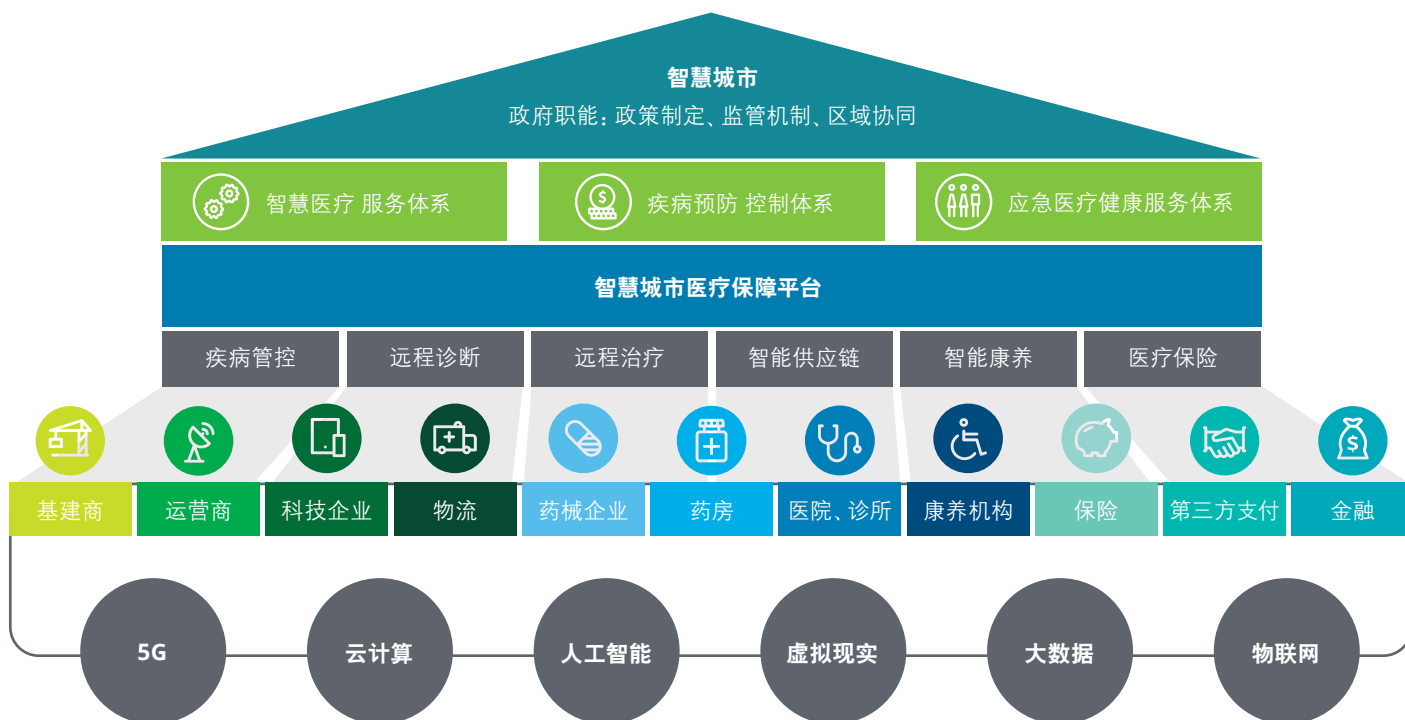 智慧城市
政府职能：政策制定、监管机制、区域协同
智慧医疗 服务体系
疾病预防 控制体系
应急医疗健康服务体系
智慧城市医疗保障平台
疾病管控
远程诊断
远程治疗
智能供应链
智能康养
医疗保险
基建商
运营商
科技企业
物流
药械企业
药房
医院、诊所
康养机构
保险
第三方支付
金融
5G
云计算
人工智能
虚拟现实
大数据
物联网